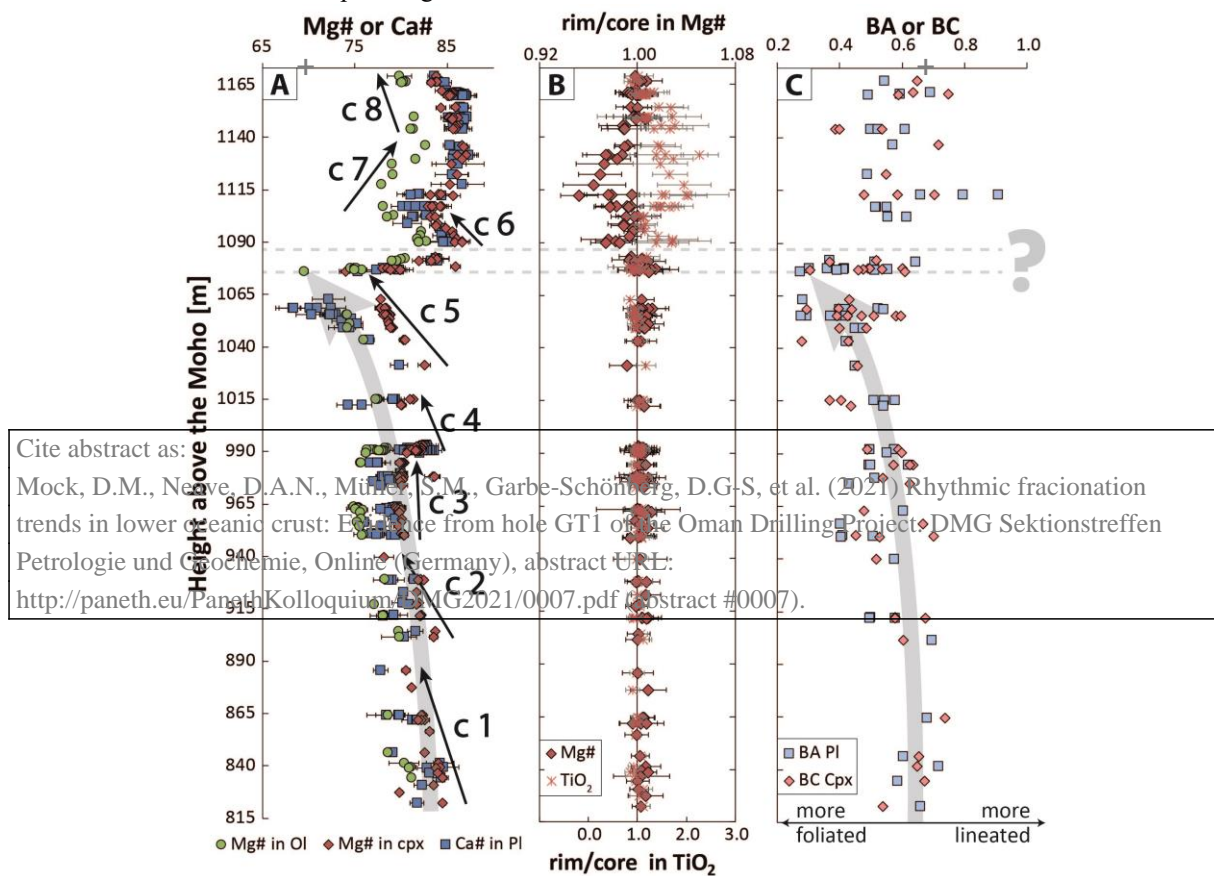 Mg# or Ca#
rim/core in Mg#
BA or BC
65 75 85
0.92 1.00 1.08
0.2 0.4 0.6 0.8 1.0
A
B
C
Height above the Moho [m]
1165
1140
1115
1090
1065
1040
1015
990
965
940
915
890
865
840
815
c 8
c 7
c 6
c 5
c 4
c 3
c 2
c 1
?
Cite abstract as:
Mock, D.M., Neave, D.A.N., Müller, S.M., Garbe-Schönberg, D.G-S, et al. (2021) Rhythmic fracionation
trends in lower oceanic crust: Evidence from hole GT1 of the Oman Drilling Project. DMG Sektionstreffen
Petrologie und Geochemie, Online (Germany), abstract URL:
http://paneth.eu/PanethKolloquium/DMG2021/0007.pdf (abstract #0007).
Mg#
TiO₂
BA Pl
BC Cpx
more foliated
more lineated
Mg# in Ol Mg# in cpx Ca# in Pl
0.0 1.0 2.0 3.0
rim/core in TiO₂